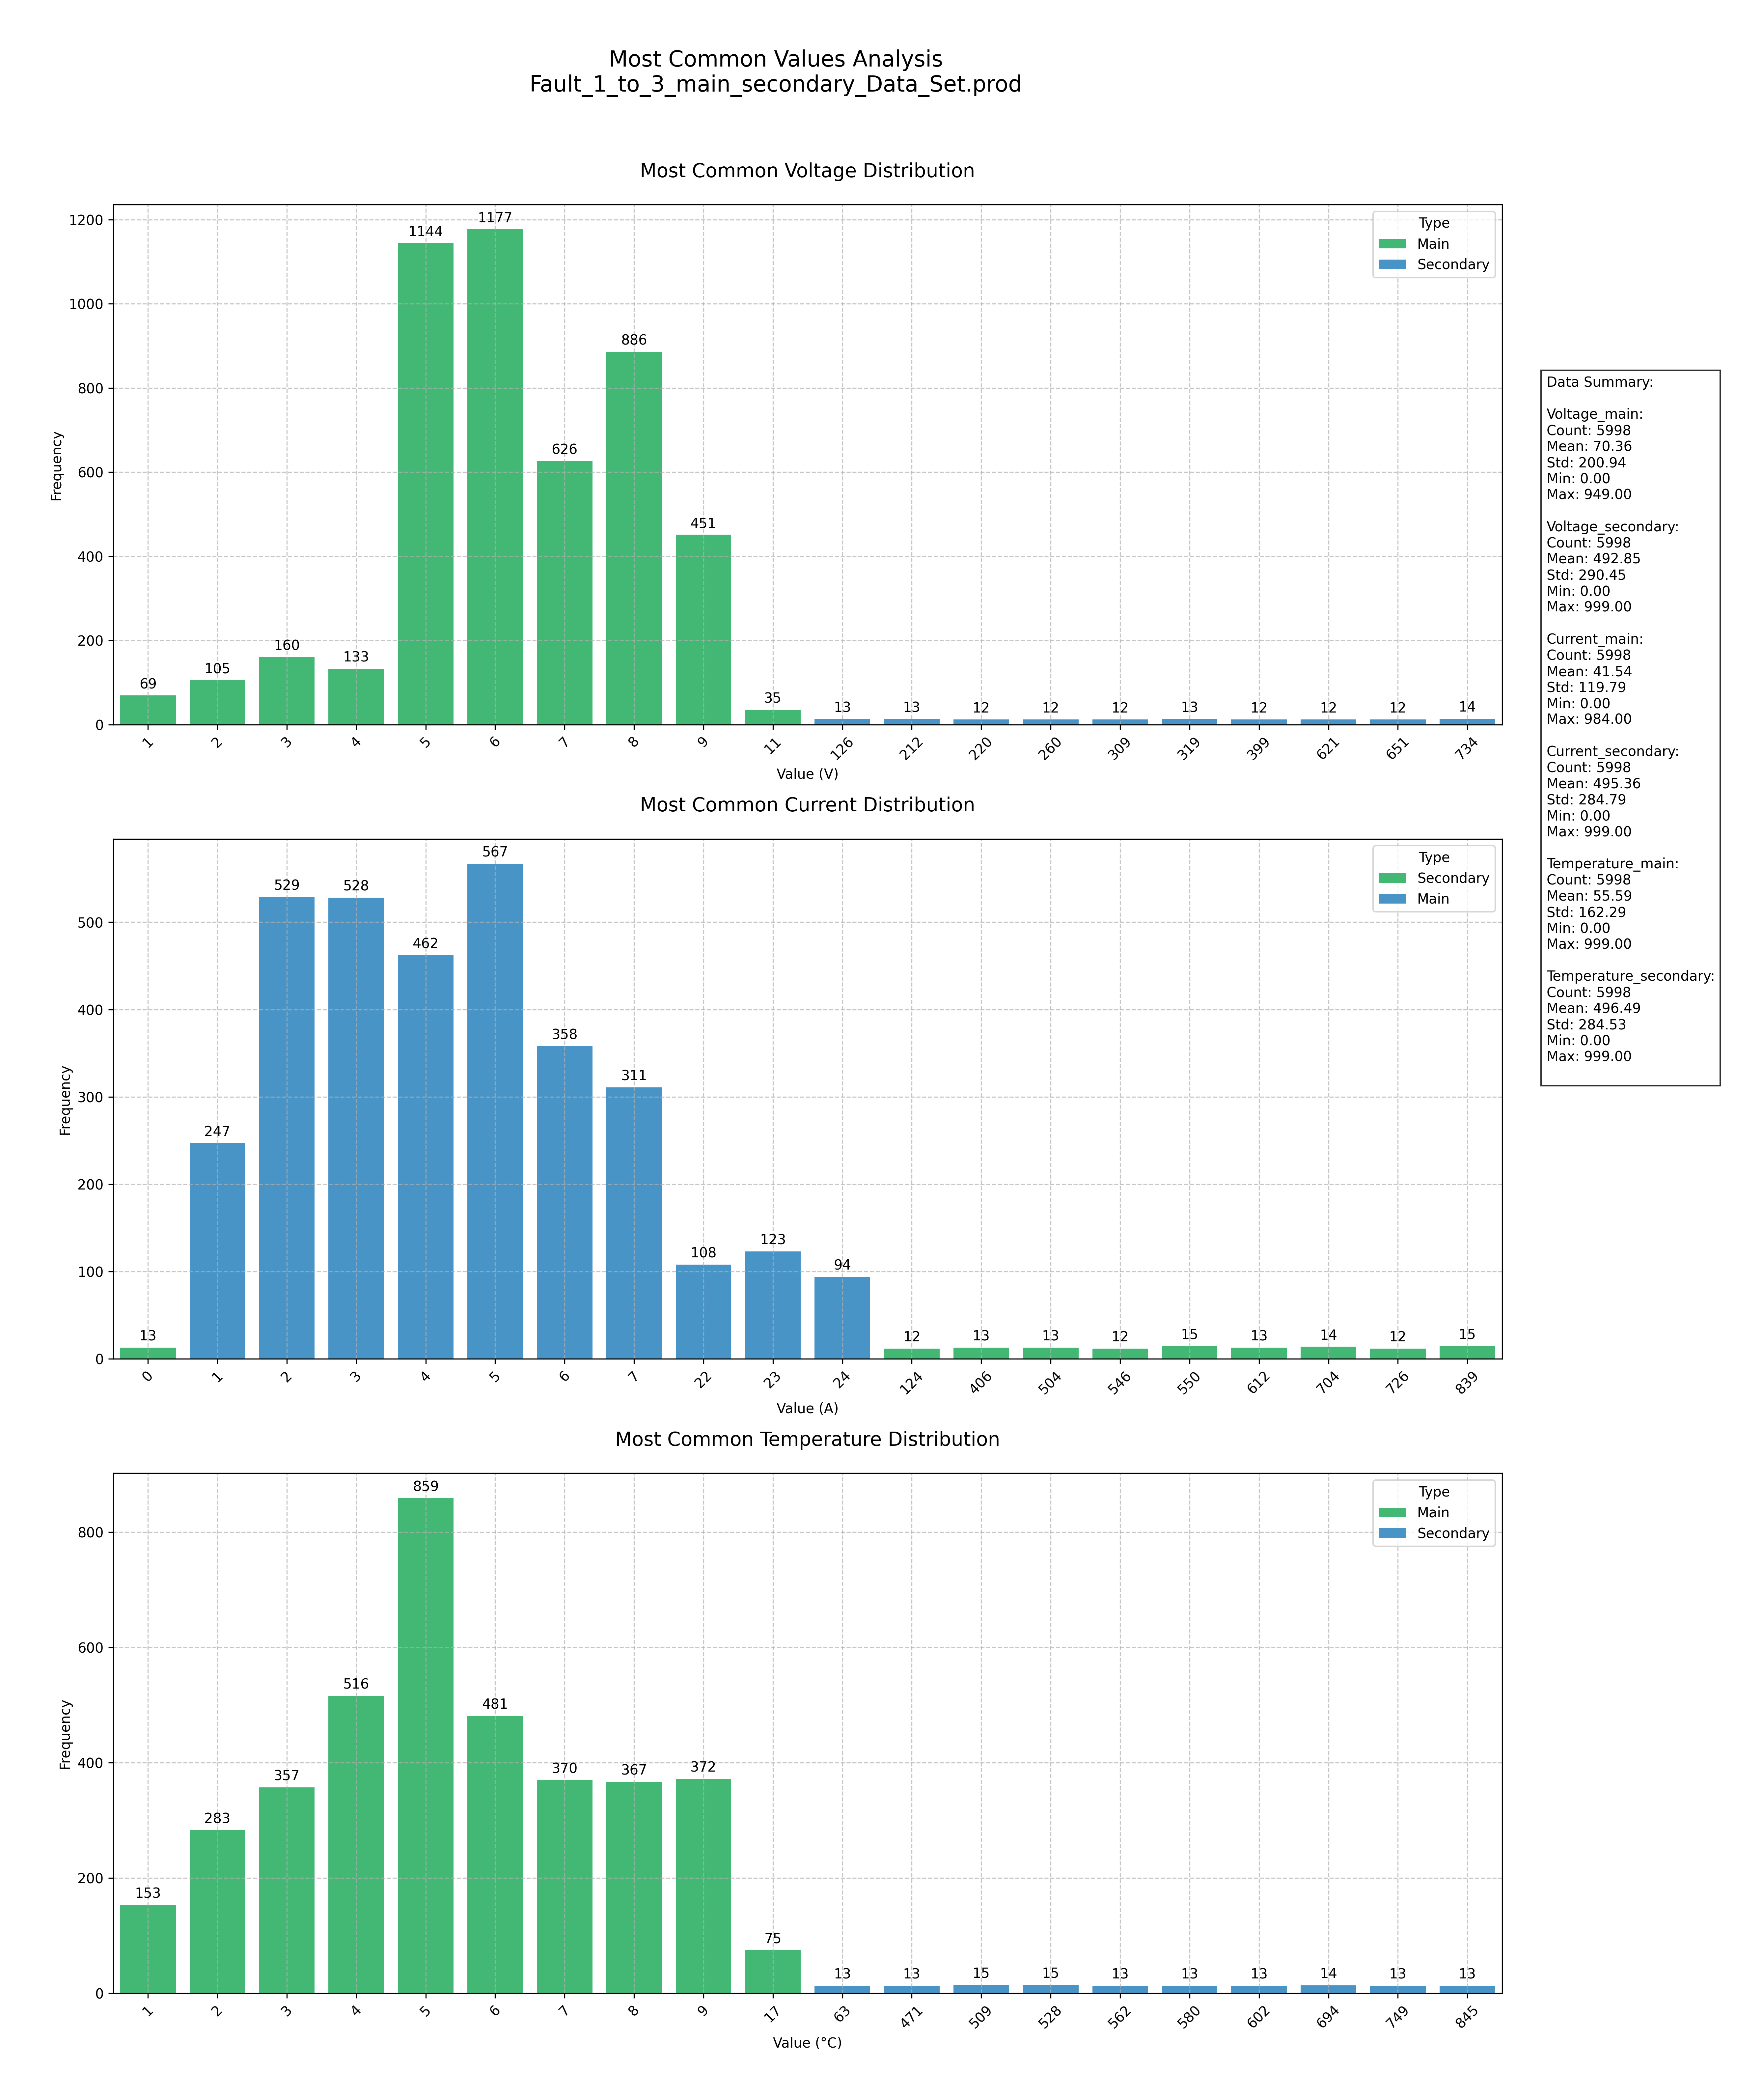 Most Common Values Analysis
Fault_1_to_3_main_secondary_Data_Set.prod
Most Common Voltage Distribution
1200
1000
800
600
400
200
0
Frequency
69
105
160
133
1144
1177
626
886
451
35
13
13
12
12
12
13
12
12
12
14
Type
Main
Secondary
1
2
3
4
5
6
7
8
9
11
126
212
220
260
309
319
399
621
651
734
Value (V)
Most Common Current Distribution
500
400
300
200
100
0
Frequency
13
247
529
528
462
567
358
311
108
123
94
12
13
13
12
15
13
14
12
15
Type
Secondary
Main
0
1
2
3
4
5
6
7
22
23
24
124
406
504
546
550
612
704
726
839
Value (A)
Most Common Temperature Distribution
800
600
400
200
0
Frequency
153
283
357
516
859
481
370
367
372
75
13
13
15
15
13
13
13
14
13
13
Type
Main
Secondary
1
2
3
4
5
6
7
8
9
17
63
471
509
528
562
580
602
694
749
845
Value (°C)
Data Summary:
Voltage_main:
Count: 5998
Mean: 70.36
Std: 200.94
Min: 0.00
Max: 949.00
Voltage_secondary:
Count: 5998
Mean: 492.85
Std: 290.45
Min: 0.00
Max: 999.00
Current_main:
Count: 5998
Mean: 41.54
Std: 119.79
Min: 0.00
Max: 984.00
Current_secondary:
Count: 5998
Mean: 495.36
Std: 284.79
Min: 0.00
Max: 999.00
Temperature_main:
Count: 5998
Mean: 55.59
Std: 162.29
Min: 0.00
Max: 999.00
Temperature_secondary:
Count: 5998
Mean: 496.49
Std: 284.53
Min: 0.00
Max: 999.00